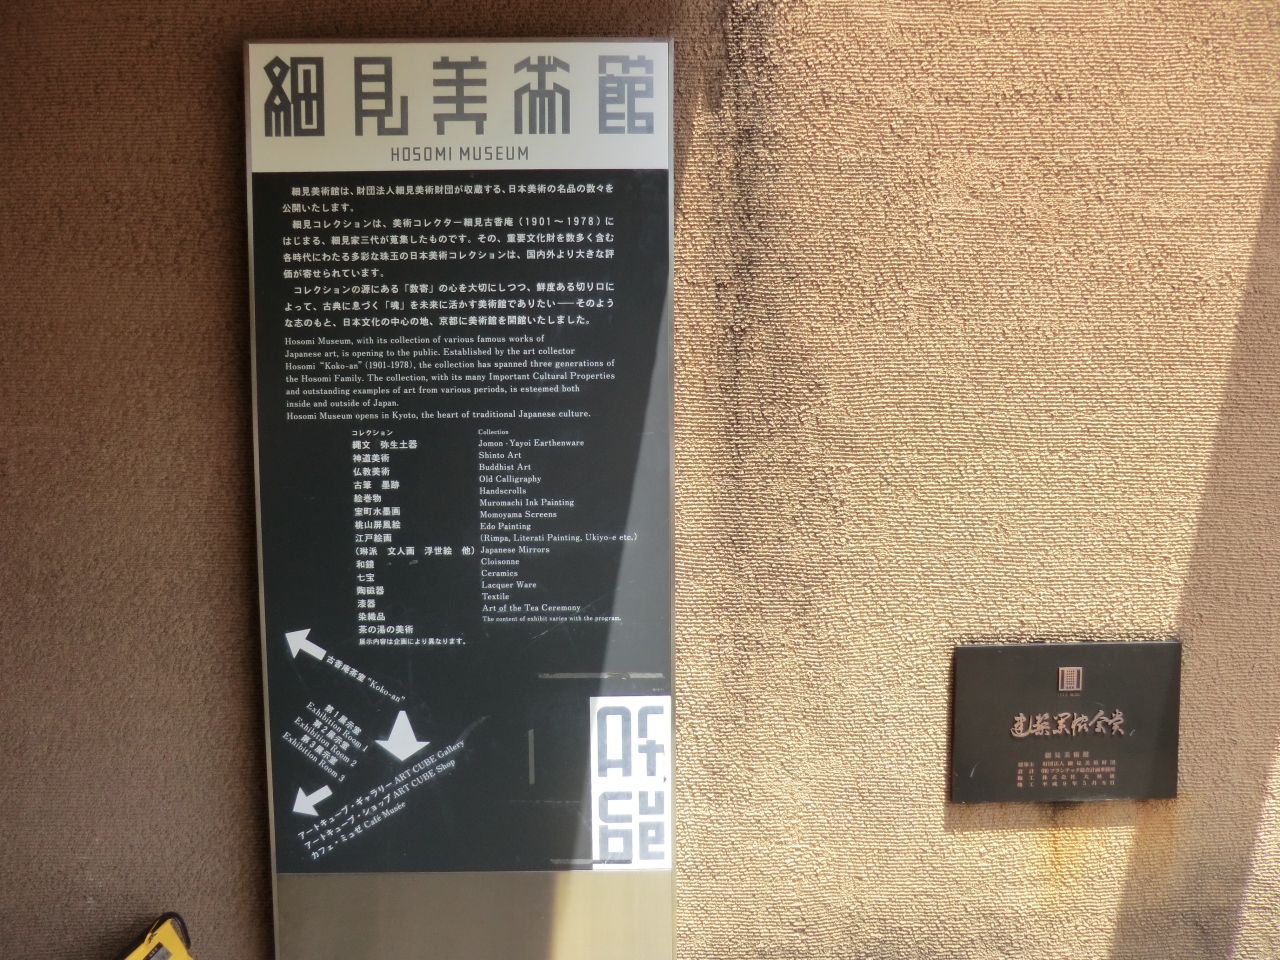 細見美術館
HOSOMI MUSEUM
細見美術館は、財団法人細見美術財団が収蔵する、日本美術の名品の数々を
公開いたします。
細見コレクションは、美術コレクター細見古香庵(1901～1978)に
はじまる、細見家三代が蒐集したものです。その、重要文化財を数多く含む
各時代にわたる多彩な珠玉の日本美術コレクションは、国内外より大きな評
価が寄せられています。
コレクションの源にある「数寄」の心を大切にしつつ、鮮度ある切り口に
よって、古典に息づく「魂」を未来に活かす美術館でありたい──そのよう
な志のもと、日本文化の中心の地、京都に美術館を開館いたしました。
Hosomi Museum, with its collection of various famous works of
Japanese art, is opening to the public. Established by the art collector
Hosomi "Koko-an" (1901-1978), the collection has spanned three generations of
the Hosomi Family. The collection, with its many Important Cultural Properties
and outstanding examples of art from various periods, is esteemed both
inside and outside of Japan.
Hosomi Museum opens in Kyoto, the heart of traditional Japanese culture.
コレクション
縄文 弥生土器
神道美術
仏教美術
古筆 墨跡
絵巻物
室町水墨画
桃山屏風絵
江戸絵画
(琳派 文人画 浮世絵 他)
和鏡
七宝
陶磁器
漆器
染織品
茶の湯の美術
展示内容は企画により異なります。
Collection
Jomon · Yayoi Earthenware
Shinto Art
Buddhist Art
Old Calligraphy
Handscrolls
Muromachi Ink Painting
Momoyama Screens
Edo Painting
(Rimpa, Literati Painting, Ukiyo-e etc.)
Japanese Mirrors
Cloisonne
Ceramics
Lacquer Ware
Textile
Art of the Tea Ceremony
The content of exhibit varies with the program.
古香庵茶室 "Koko-an"
第1展示室
Exhibition Room 1
第2展示室
Exhibition Room 2
第3展示室
Exhibition Room 3
アートキューブ・ギャラリー ART CUBE Gallery
アートキューブ・ショップ ART CUBE Shop
カフェ・ミュゼ Café Musée
Art
cu
be
建築業協会賞
細見美術館
建築主 財団法人細見美術財団
施工 株式会社大林組